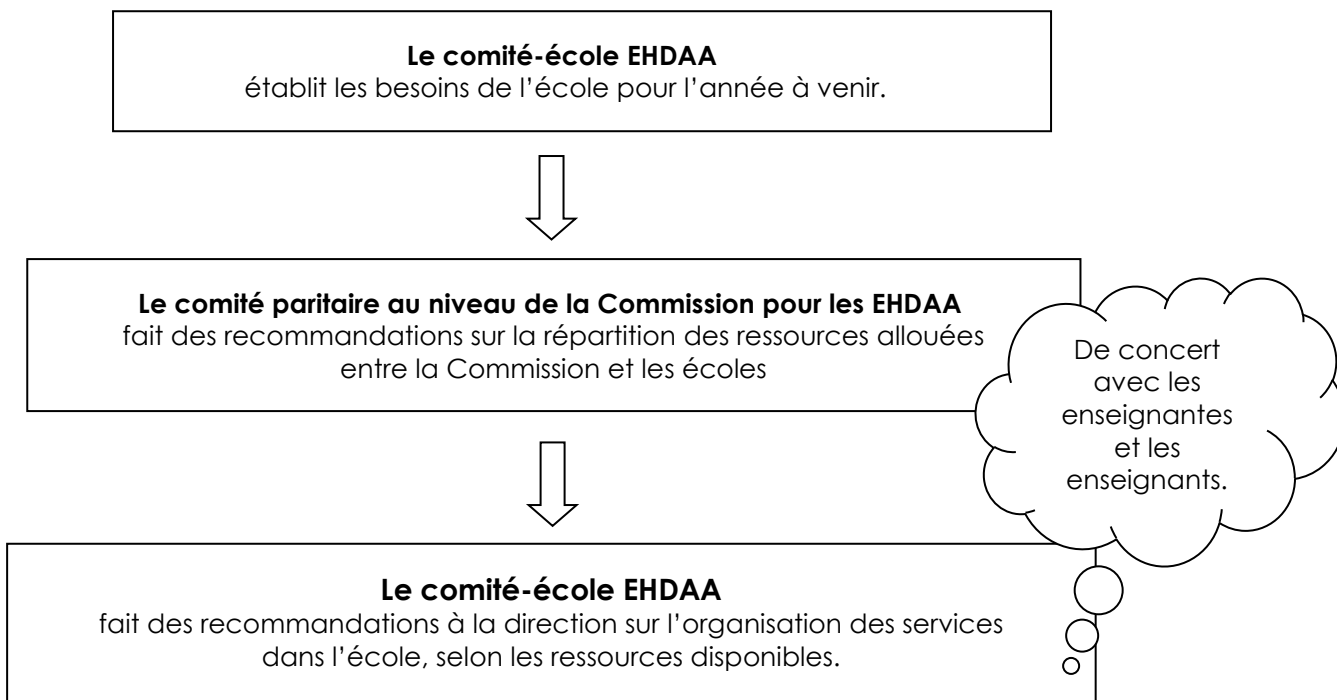 Le comité-école EHDAA
établit les besoins de l'école pour l'année à venir.
Le comité paritaire au niveau de la Commission pour les EHDAA
fait des recommandations sur la répartition des ressources allouées
entre la Commission et les écoles
De concert
avec les
enseignantes
et les
enseignants.
Le comité-école EHDAA
fait des recommandations à la direction sur l'organisation des services
dans l'école, selon les ressources disponibles.